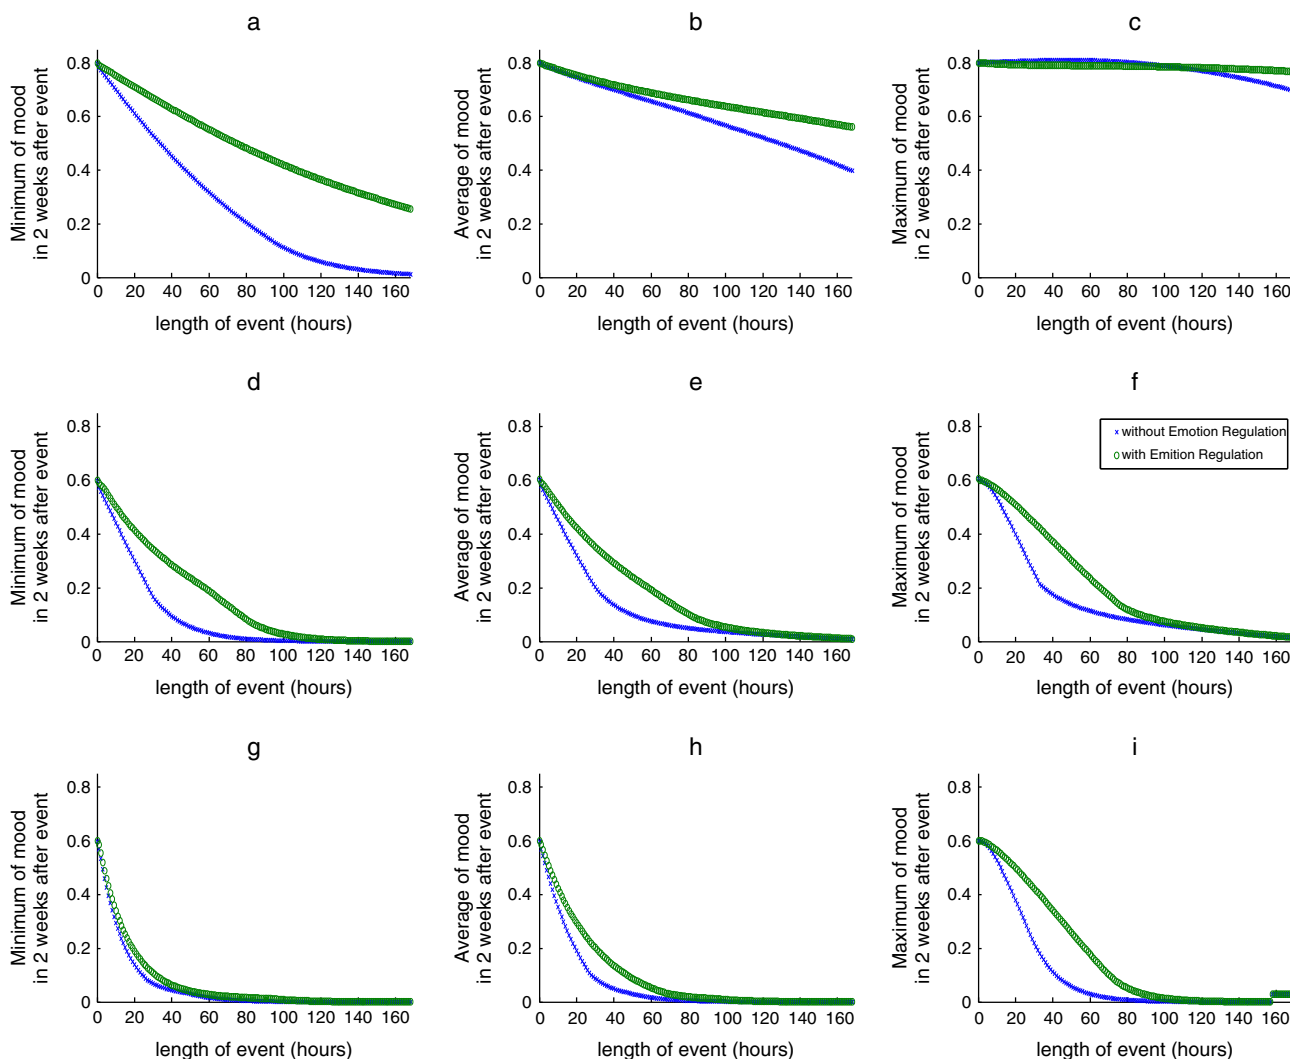 a
b
c
Minimum of mood
in 2 weeks after event
0.8
0.6
0.4
0.2
0
0 20 40 60 80 100 120 140 160
length of event (hours)
Average of mood
in 2 weeks after event
0.8
0.6
0.4
0.2
0
0 20 40 60 80 100 120 140 160
length of event (hours)
Maximum of mood
in 2 weeks after event
0.8
0.6
0.4
0.2
0
0 20 40 60 80 100 120 140 160
length of event (hours)
d
e
f
Minimum of mood
in 2 weeks after event
0.8
0.6
0.4
0.2
0
0 20 40 60 80 100 120 140 160
length of event (hours)
Average of mood
in 2 weeks after event
0.8
0.6
0.4
0.2
0
0 20 40 60 80 100 120 140 160
length of event (hours)
Maximum of mood
in 2 weeks after event
0.8
0.6
0.4
0.2
0
0 20 40 60 80 100 120 140 160
length of event (hours)
without Emotion Regulation
with Emition Regulation
g
h
i
Minimum of mood
in 2 weeks after event
0.8
0.6
0.4
0.2
0
0 20 40 60 80 100 120 140 160
length of event (hours)
Average of mood
in 2 weeks after event
0.8
0.6
0.4
0.2
0
0 20 40 60 80 100 120 140 160
length of event (hours)
Maximum of mood
in 2 weeks after event
0.8
0.6
0.4
0.2
0
0 20 40 60 80 100 120 140 160
length of event (hours)